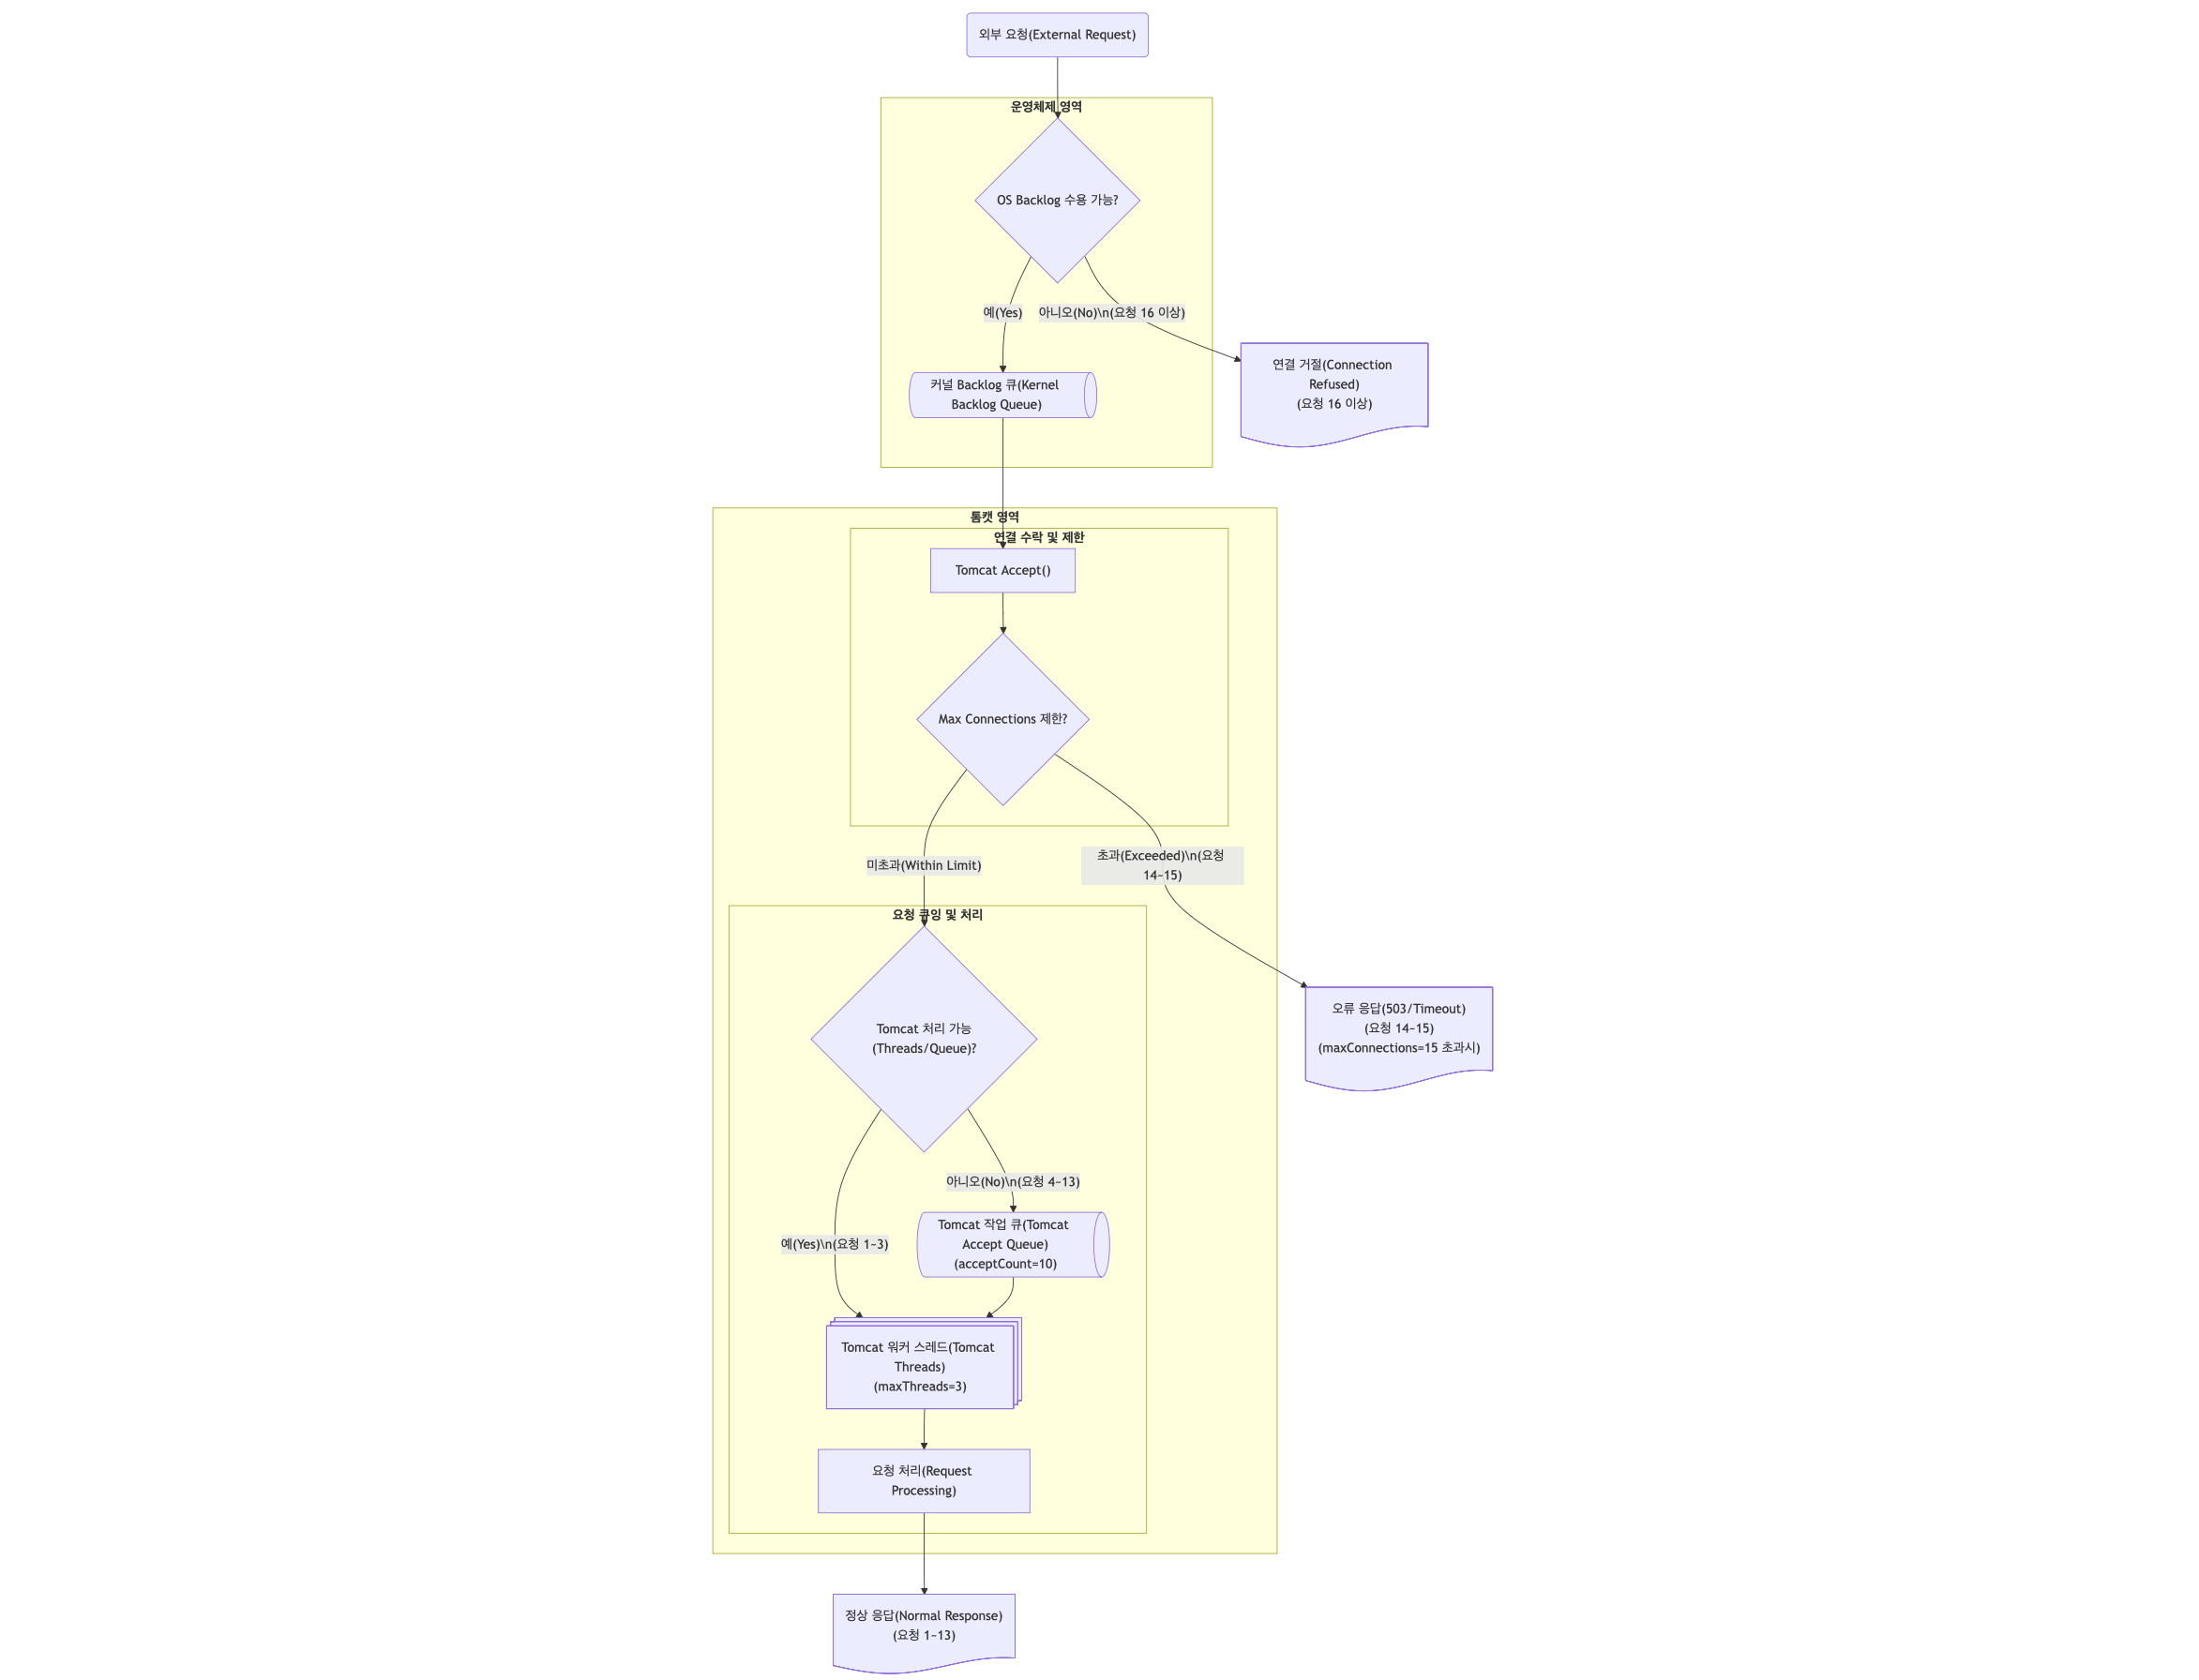 외부 요청(External Request)
운영체제 영역
OS Backlog 수용 가능?
예(Yes)
아니오(No)\n(요청 16 이상)
커널 Backlog 큐(Kernel
Backlog Queue)
연결 거절(Connection
Refused)
(요청 16 이상)
톰캣 영역
연결 수락 및 제한
Tomcat Accept()
Max Connections 제한?
미초과(Within Limit)
초과(Exceeded)\n(요청
14~15)
요청 큐잉 및 처리
Tomcat 처리 가능
(Threads/Queue)?
오류 응답(503/Timeout)
(요청 14~15)
(maxConnections=15 초과시)
아니오(No)\n(요청 4~13)
예(Yes)\n(요청 1~3)
Tomcat 작업 큐(Tomcat
Accept Queue)
(acceptCount=10)
Tomcat 워커 스레드(Tomcat
Threads)
(maxThreads=3)
요청 처리(Request
Processing)
정상 응답(Normal Response)
(요청 1~13)